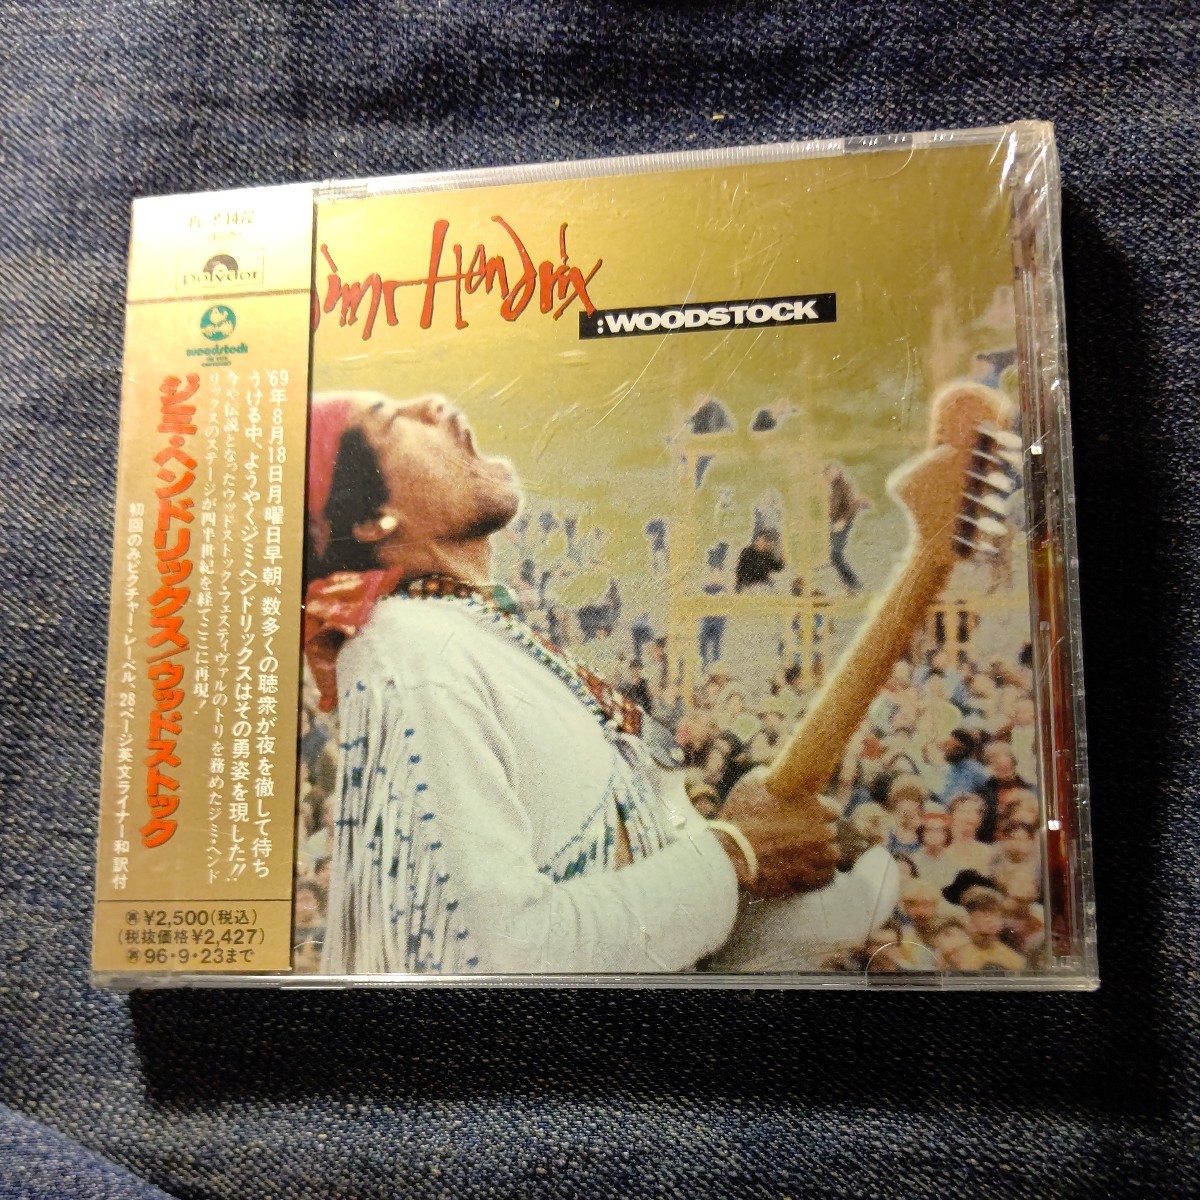 Polydor
woodstock
ジミ・ヘンドリックス/ウッドストック
'69年8月18日月曜日早朝、数多くの聴衆が夜を徹して待ち
うける中、ようやくジミ・ヘンドリックスはその勇姿を現した!!
今や伝説となったウッドストック・フェスティヴァルのトリを務めたジミ・ヘンド
リックスのステージが四半世紀を経てここに再現!
初回のみピクチャー・レーベル、28ページ英文ライナー和訳付
¥2,500(税込)
(税抜価格¥2,427)
96・9・23まで
Jimi Hendrix
:WOODSTOCK